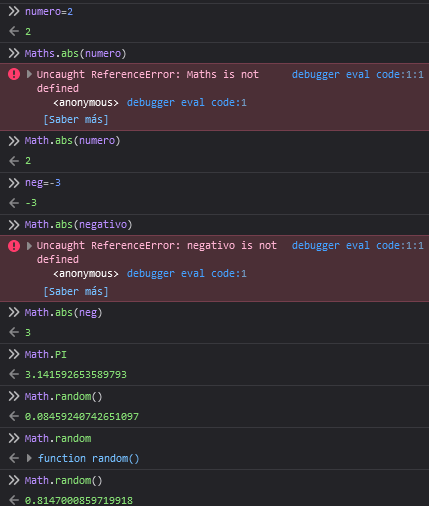 numero=2
2
Maths.abs(numero)
Uncaught ReferenceError: Maths is not defined debugger eval code:1:1
<anonymous> debugger eval code:1
[Saber más]
Math.abs(numero)
2
neg=-3
-3
Math.abs(negativo)
Uncaught ReferenceError: negativo is not defined debugger eval code:1:1
<anonymous> debugger eval code:1
[Saber más]
Math.abs(neg)
3
Math.PI
3.141592653589793
Math.random()
0.08459240742651097
Math.random
function random()
Math.random()
0.8147000859719918